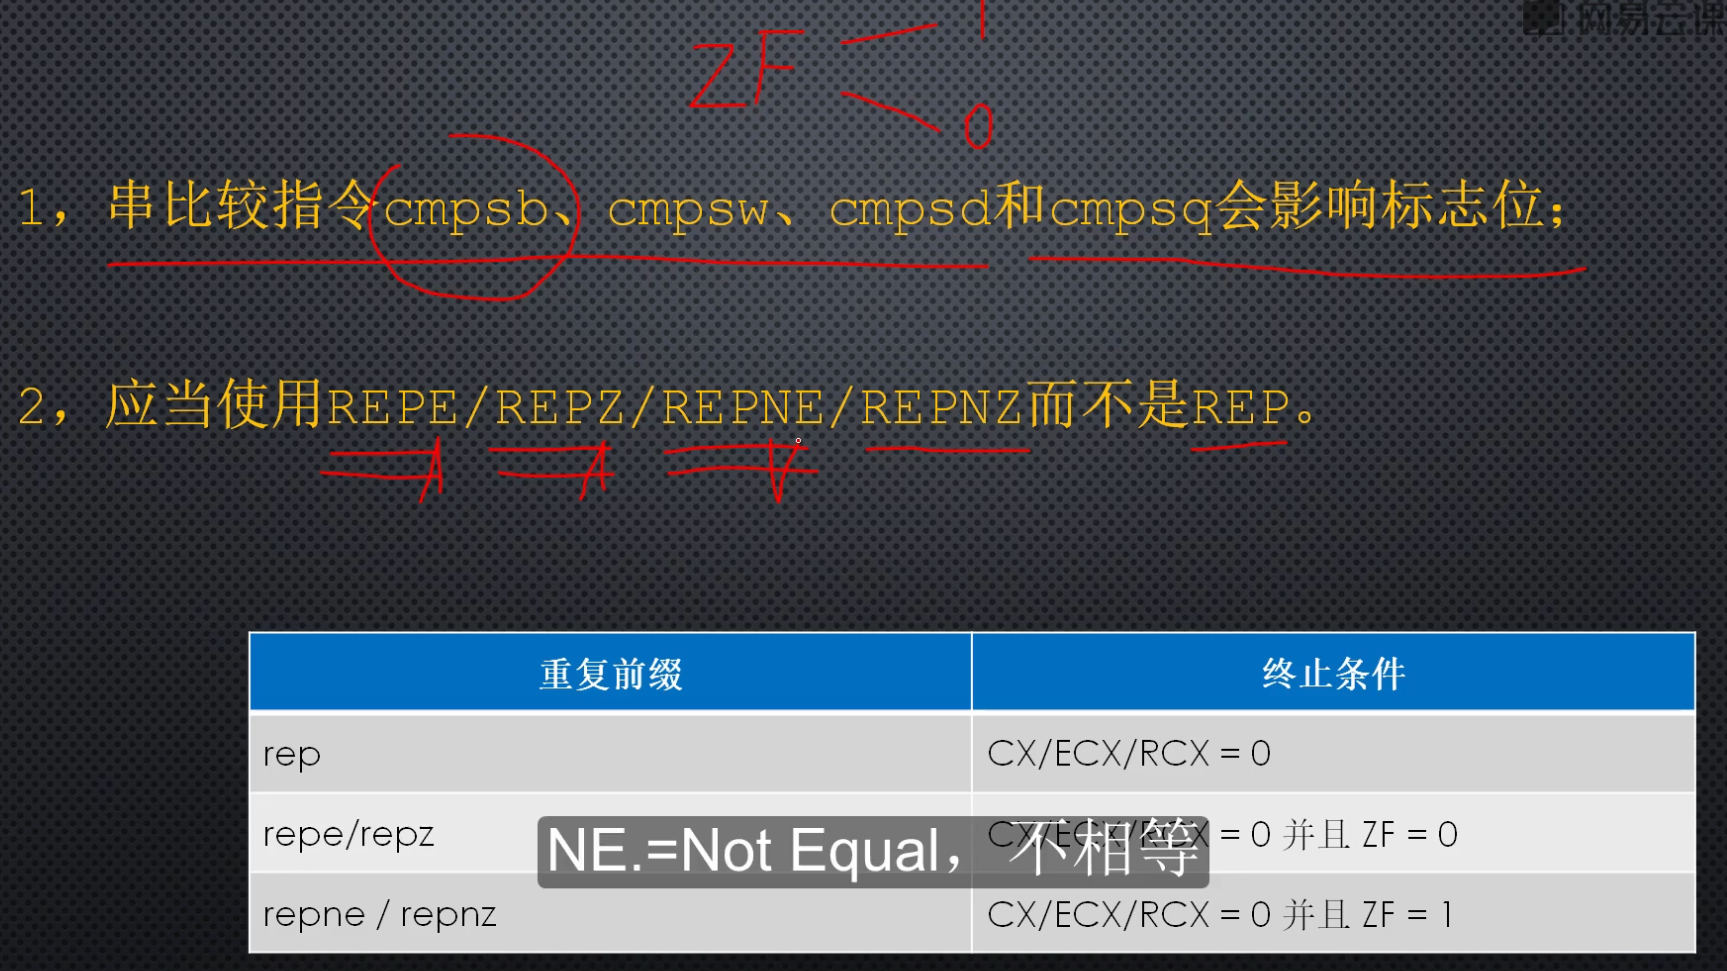 网易云课
ZF 1
0
1，串比较指令cmpsb、cmpsw、cmpsd和cmpsq会影响标志位；
2，应当使用REPE/REPZ/REPNE/REPNZ而不是REP。
重复前缀 终止条件
rep CX/ECX/RCX = 0
repe/repz CX/ECX/RCX = 0 并且 ZF = 0
NE.=Not Equal，不相等
repne / repnz CX/ECX/RCX = 0 并且 ZF = 1